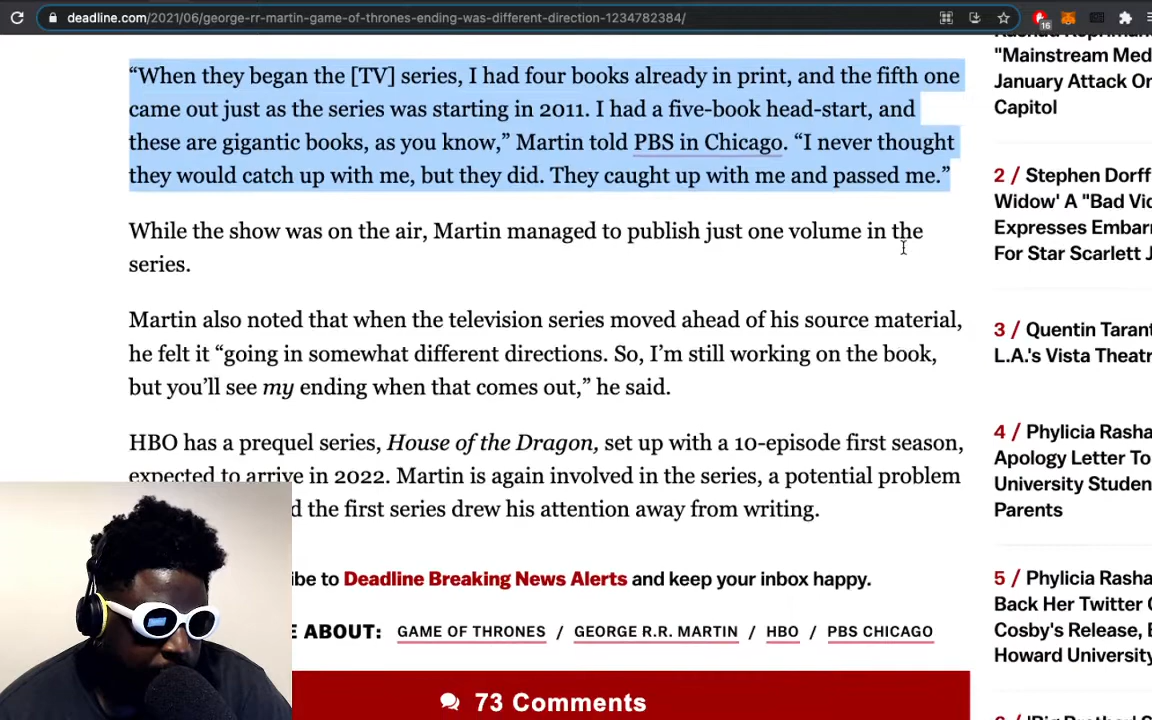 deadline.com/2021/06/george-rr-martin-game-of-thrones-ending-was-different-direction-1234782384/
16
“When they began the [TV] series, I had four books already in print, and the fifth one
came out just as the series was starting in 2011. I had a five-book head-start, and
these are gigantic books, as you know,” Martin told PBS in Chicago. “I never thought
they would catch up with me, but they did. They caught up with me and passed me.”
While the show was on the air, Martin managed to publish just one volume in the
series.
Martin also noted that when the television series moved ahead of his source material,
he felt it “going in somewhat different directions. So, I’m still working on the book,
but you’ll see my ending when that comes out,” he said.
HBO has a prequel series, House of the Dragon, set up with a 10-episode first season,
expected to arrive in 2022. Martin is again involved in the series, a potential problem
the first series drew his attention away from writing.
to Deadline Breaking News Alerts and keep your inbox happy.
ABOUT: GAME OF THRONES / GEORGE R.R. MARTIN / HBO / PBS CHICAGO
73 Comments
"Mainstream Med
January Attack On
Capitol
2 / Stephen Dorff
Widow' A "Bad Vid
Expresses Embarr
For Star Scarlett J
3 / Quentin Tarant
L.A.'s Vista Theatr
4 / Phylicia Rasha
Apology Letter To
University Studen
Parents
5 / Phylicia Rasha
Back Her Twitter C
Cosby's Release, E
Howard University